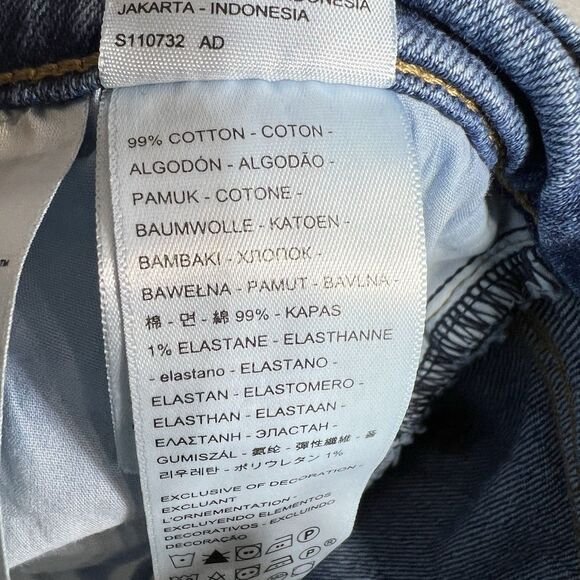 JAKARTA - INDONESIA
S110732 AD
99% COTTON - COTON -
ALGODÓN - ALGODÃO -
PAMUK - COTONE -
BAUMWOLLE - KATOEN -
BAMBAKI - ХЛОПОК -
BAWEŁNA - PAMUT - BAVLNA -
棉 - 면 - 綿 99% - KAPAS
1% ELASTANE - ELASTHANNE
- elastano - ELASTANO -
ELASTAN - ELASTOMERO -
ELASTHAN - ELASTAAN -
ΕΛΑΣΤΑΝΗ - ЭЛАСТАН -
GUMISZÁL - 氨纶 - 彈性纖維 - 폴
리우레탄 - ポリウレタン 1%
EXCLUSIVE OF DECORATION -
EXCLUANT
L'ORNEMENTATION -
EXCLUYENDO ELEMENTOS
DECORATIVOS - EXCLUINDO
DECORAÇÃO
TM